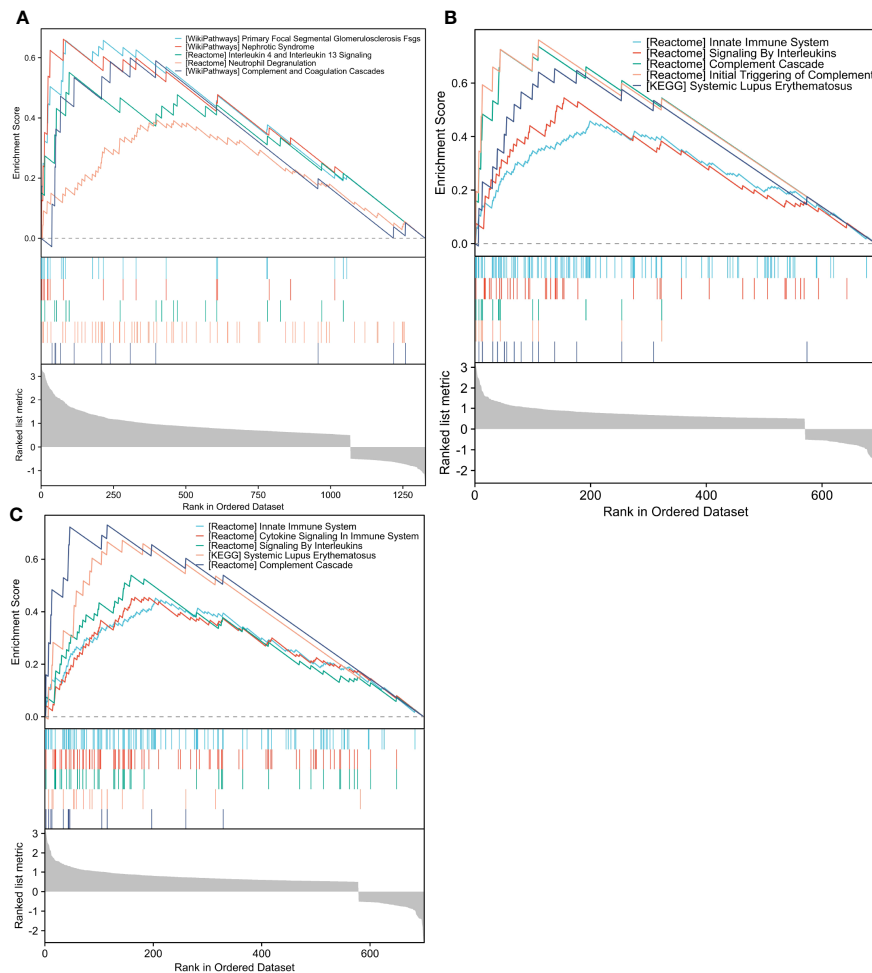 A
[WikiPathways] Primary Focal Segmental Glomerulosclerosis Fsgs
[WikiPathways] Nephrotic Syndrome
[Reactome] Interleukin 4 and Interleukin 13 Signaling
[Reactome] Neutrophil Degranulation
[WikiPathways] Complement and Coagulation Cascades
Enrichment Score
0.6
0.4
0.2
0.0
Ranked list metric
3
2
1
0
-1
0
250
500
750
1000
1250
Rank in Ordered Dataset
B
[Reactome] Innate Immune System
[Reactome] Signaling By Interleukins
[Reactome] Complement Cascade
[Reactome] Initial Triggering of Complement
[KEGG] Systemic Lupus Erythematosus
Enrichment Score
0.6
0.4
0.2
0.0
Ranked list metric
3
2
1
0
-1
-2
0
200
400
600
Rank in Ordered Dataset
C
[Reactome] Innate Immune System
[Reactome] Cytokine Signaling In Immune System
[Reactome] Signaling By Interleukins
[KEGG] Systemic Lupus Erythematosus
[Reactome] Complement Cascade
Enrichment Score
0.6
0.4
0.2
0.0
Ranked list metric
3
2
1
0
-1
-2
0
200
400
600
Rank in Ordered Dataset